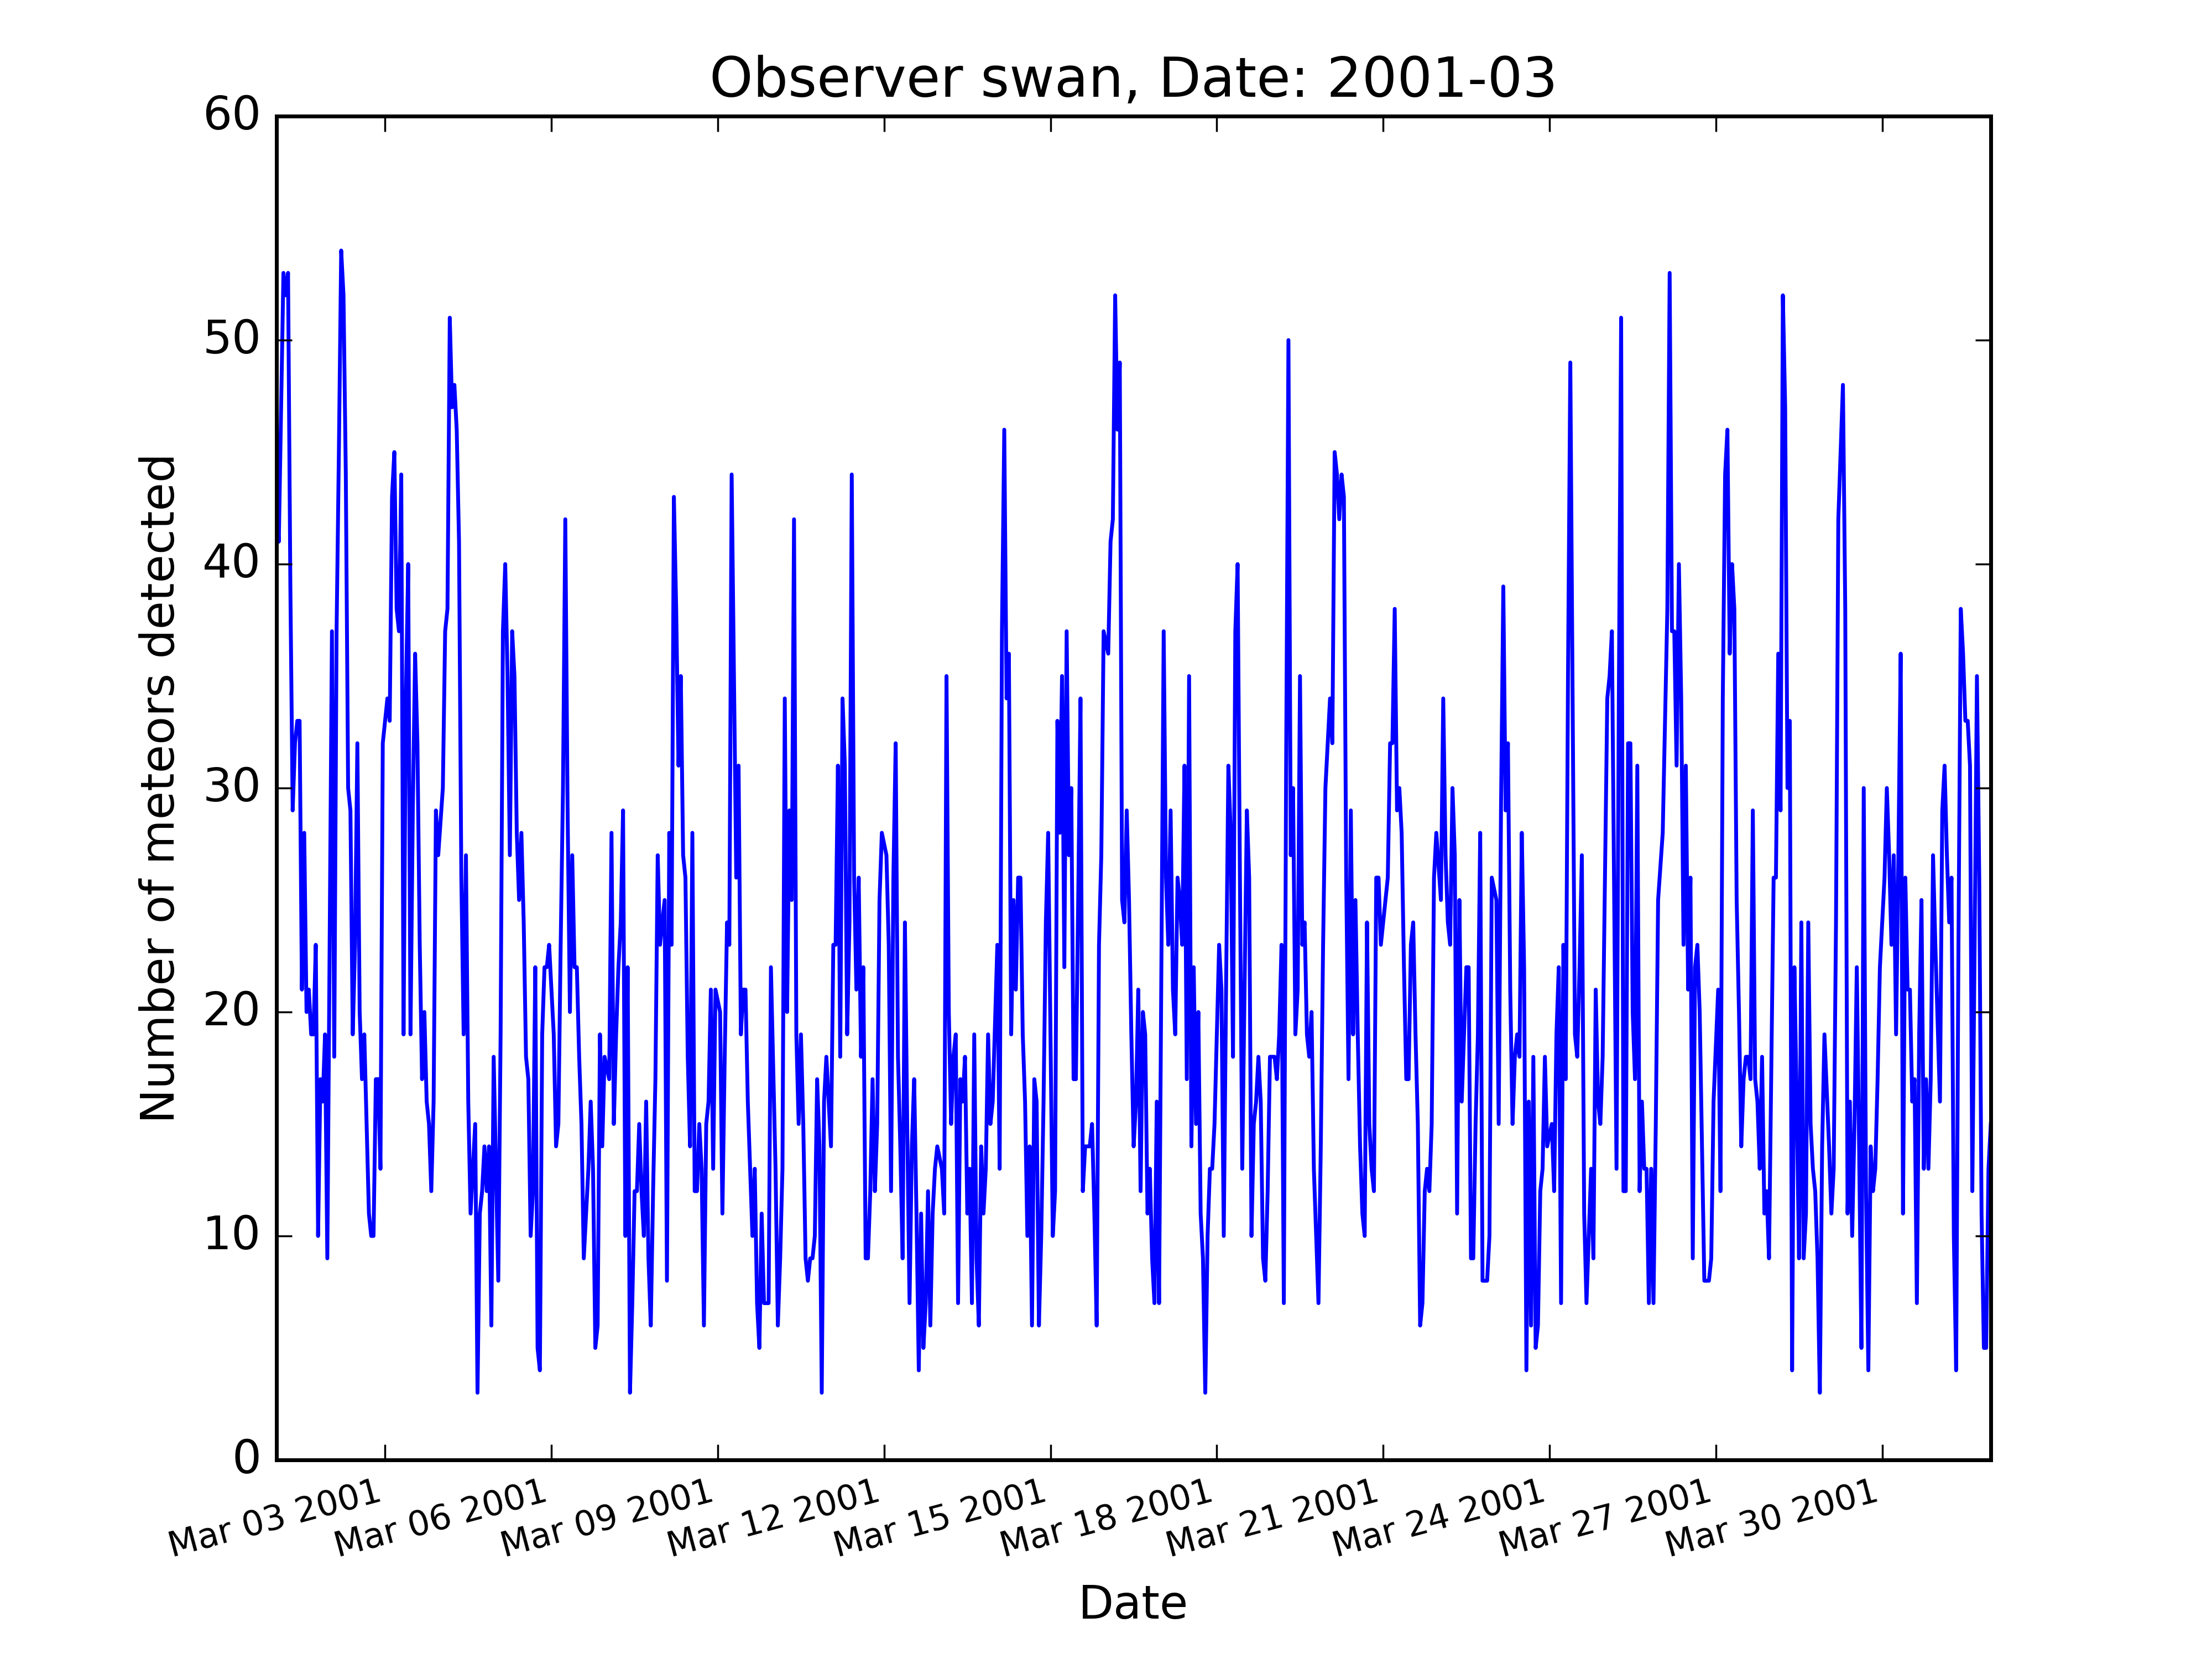 Observer swan, Date: 2001-03
60
50
40
30
20
10
0
Number of meteors detected
Mar 03 2001
Mar 06 2001
Mar 09 2001
Mar 12 2001
Mar 15 2001
Mar 18 2001
Mar 21 2001
Mar 24 2001
Mar 27 2001
Mar 30 2001
Date